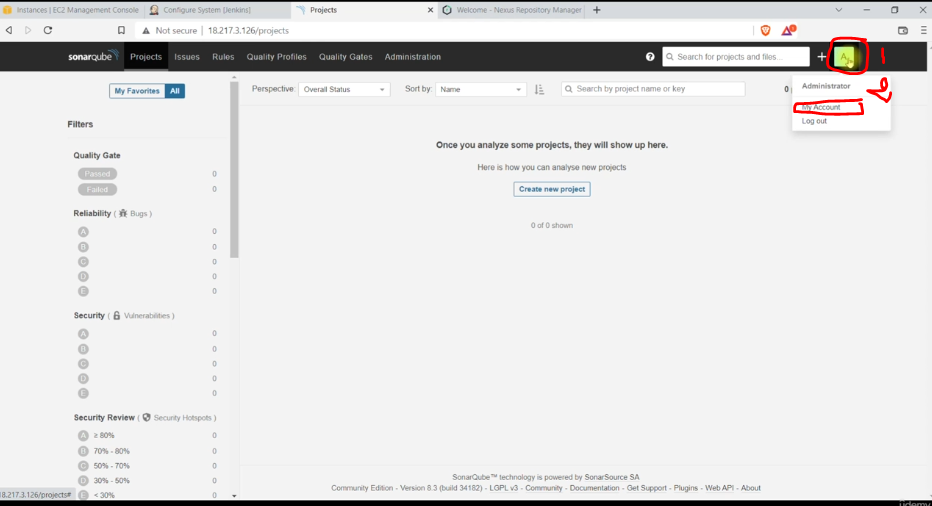 Instances | EC2 Management Console
Configure System [Jenkins]
Projects
Welcome - Nexus Repository Manager
Not secure | 18.217.3.126/projects
sonarqube Projects Issues Rules Quality Profiles Quality Gates Administration
Search for projects and files...
A
1
2
Administrator
My Account
Log out
My Favorites All
Perspective: Overall Status
Sort by: Name
Search by project name or key
0
Filters
Once you analyze some projects, they will show up here.
Here is how you can analyse new projects
Create new project
0 of 0 shown
Quality Gate
Passed 0
Failed 0
Reliability ( Bugs )
A 0
B 0
C 0
D 0
E 0
Security ( Vulnerabilities )
A 0
B 0
C 0
D 0
E 0
Security Review ( Security Hotspots )
A ≥ 80% 0
B 70% - 80% 0
C 50% - 70% 0
D 30% - 50% 0
E < 30% 0
18.217.3.126/projects#
SonarQube™ technology is powered by SonarSource SA
Community Edition - Version 8.3 (build 34182) - LGPL v3 - Community - Documentation - Get Support - Plugins - Web API - About
ûdemy